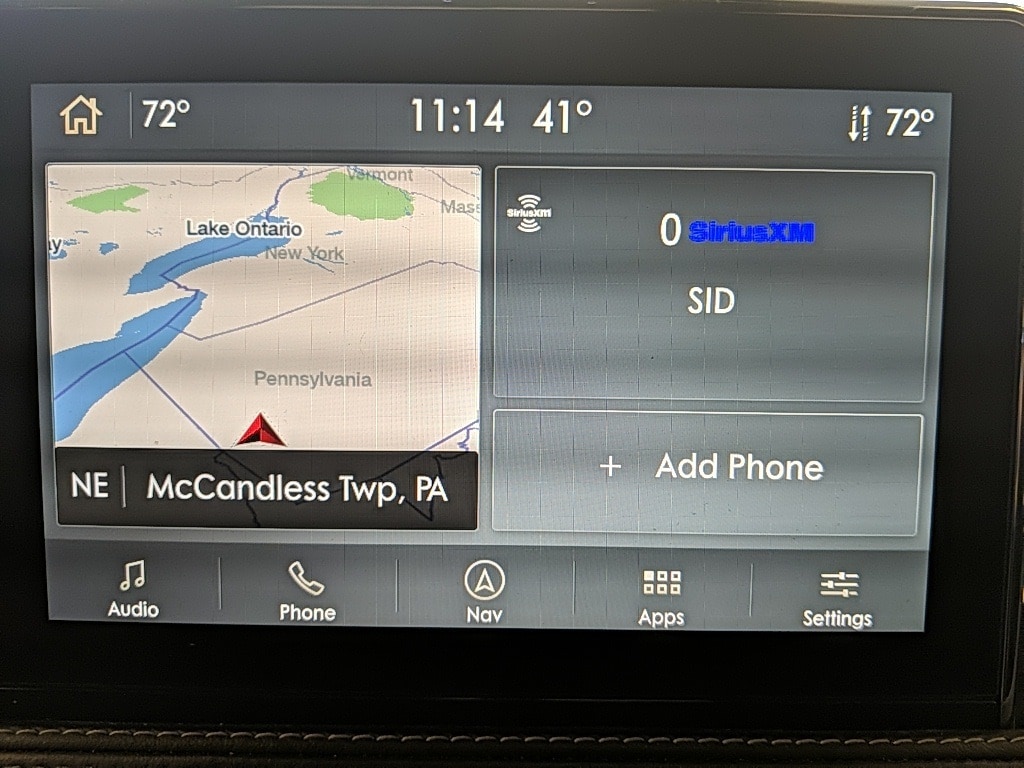 72° 11:14 41° 72°
Vermont
Mass
Lake Ontario
New York
Pennsylvania
NE McCandless Twp, PA
SiriusXM
0 SiriusXM
SID
+ Add Phone
Audio Phone Nav Apps Settings